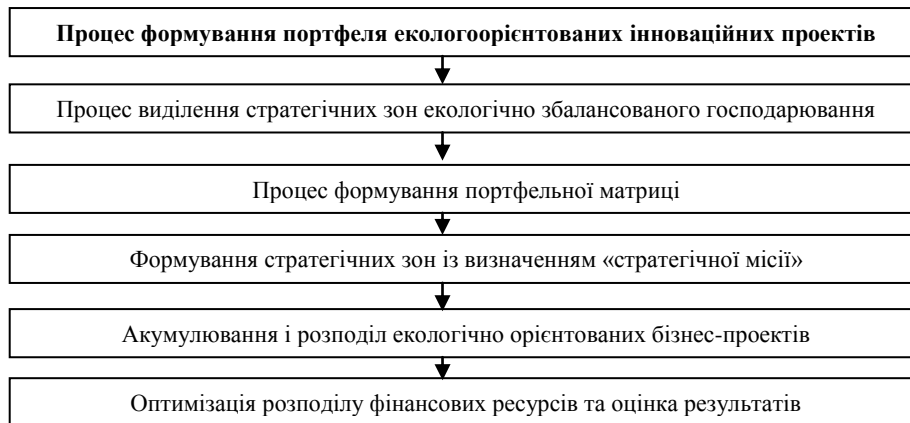 Процес формування портфеля екологоорієнтованих інноваційних проектів
Процес виділення стратегічних зон екологічно збалансованого господарювання
Процес формування портфельної матриці
Формування стратегічних зон із визначенням «стратегічної місії»
Акумулювання і розподіл екологічно орієнтованих бізнес-проектів
Оптимізація розподілу фінансових ресурсів та оцінка результатів